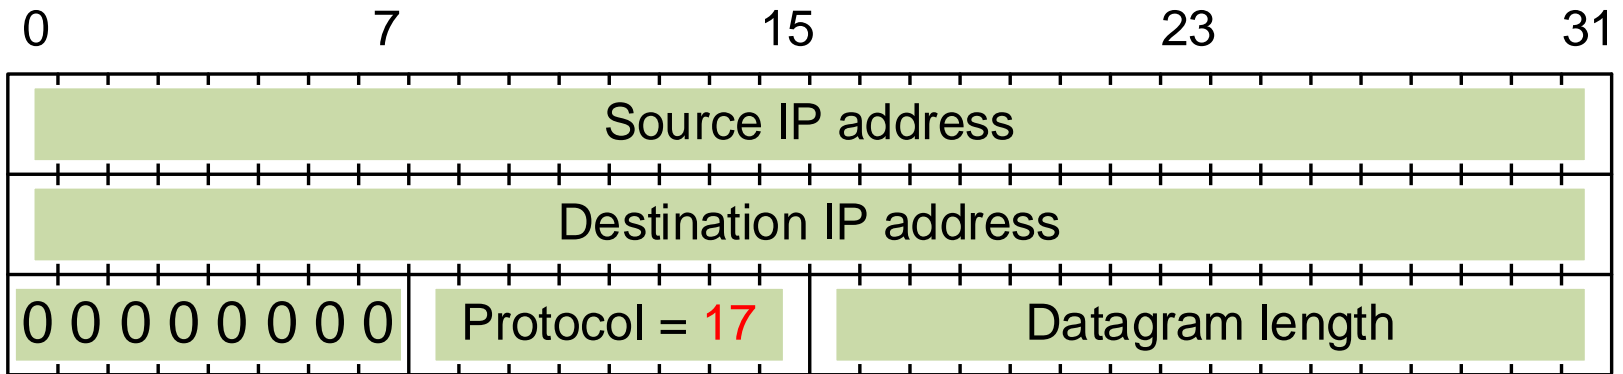 0 7 15 23 31
Source IP address
Destination IP address
0 0 0 0 0 0 0 0 Protocol = 17 Datagram length